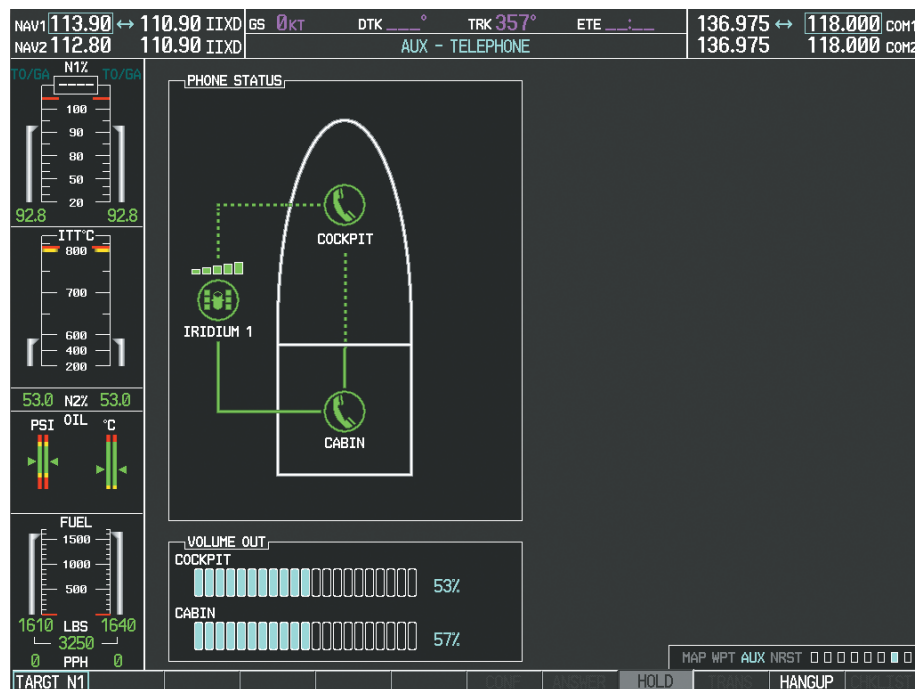 NAV1 113.90 ↔ 110.90 IIXD GS 0KT DTK ___° TRK 357° ETE __:__ 136.975 ↔ 118.000 COM1
NAV2 112.80 110.90 IIXD AUX - TELEPHONE 136.975 118.000 COM2
TO/GA N1% TO/GA
----
100
90
80
50
20
92.8 92.8
ITT°C
800
700
600
400
200
53.0 N2% 53.0
PSI OIL °C
FUEL
1500
1000
500
1610 LBS 1640
3250
0 PPH 0
PHONE STATUS
COCKPIT
IRIDIUM 1
CABIN
VOLUME OUT
COCKPIT
53%
CABIN
57%
MAP WPT AUX NRST
TARGT N1 CONF ANSWER HOLD TRANS HANGUP CHKLIST